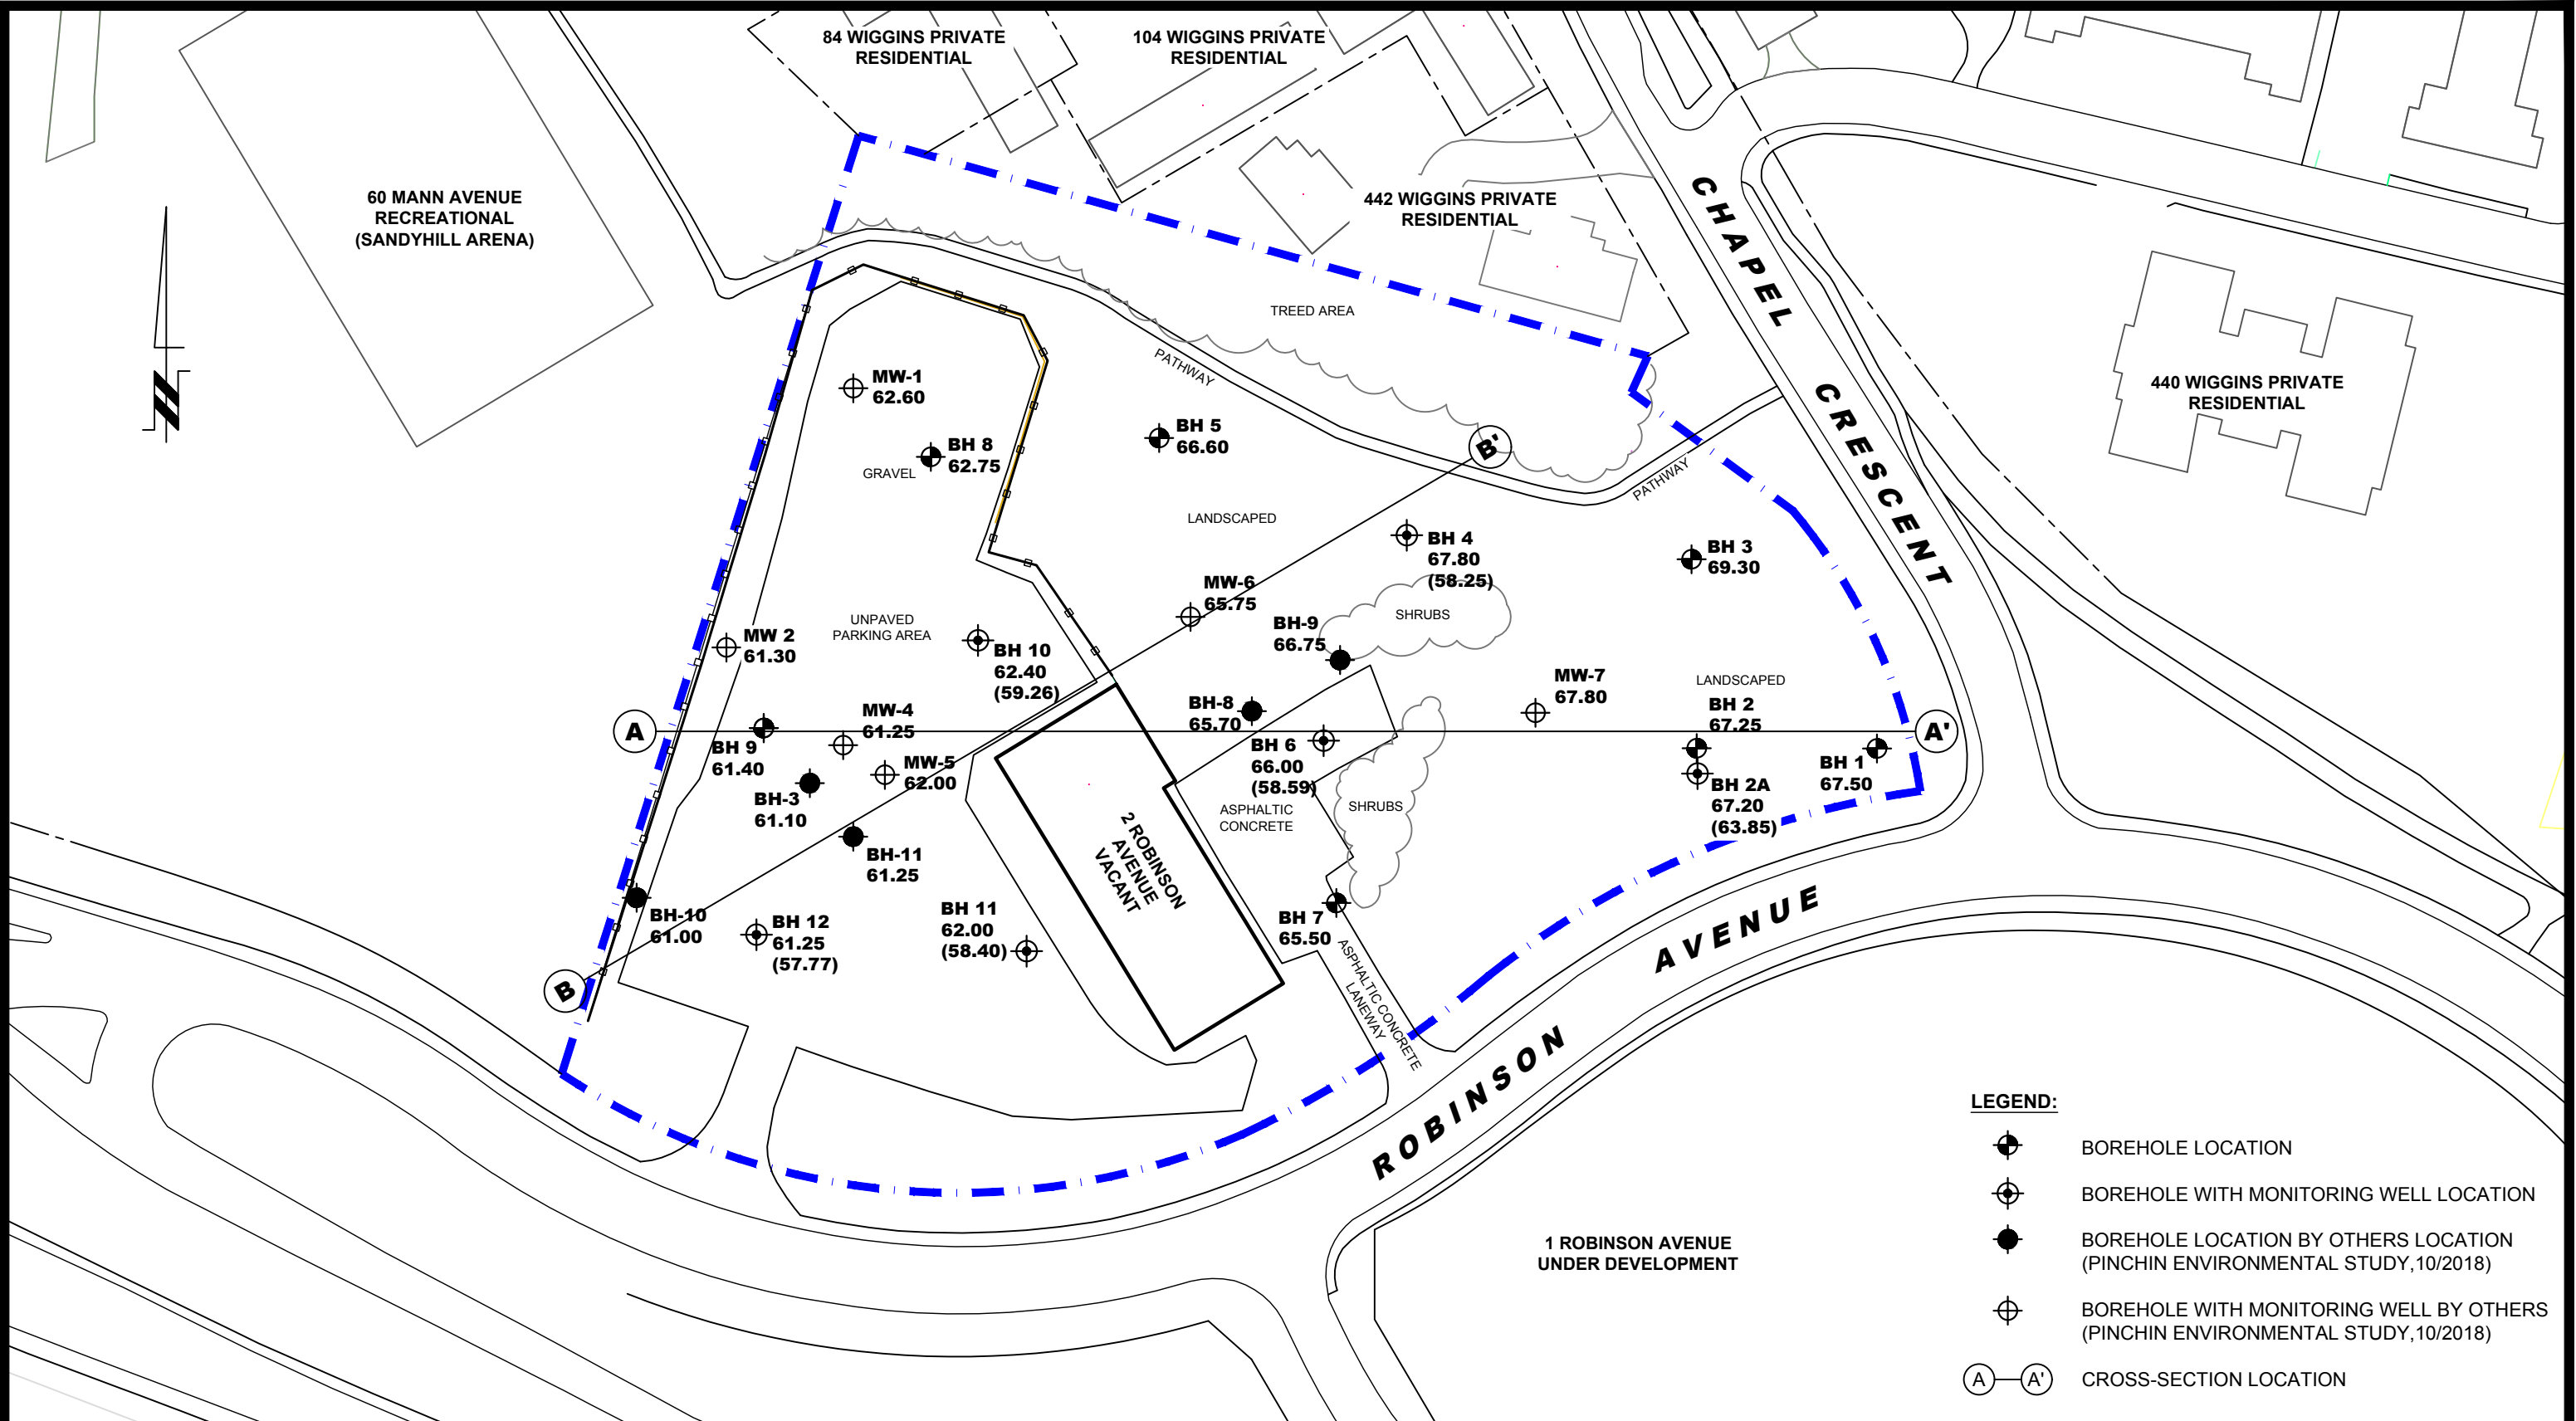 84 WIGGINS PRIVATE
RESIDENTIAL
104 WIGGINS PRIVATE
RESIDENTIAL
60 MANN AVENUE
RECREATIONAL
(SANDYHILL ARENA)
442 WIGGINS PRIVATE
RESIDENTIAL
CHAPEL CRESCENT
440 WIGGINS PRIVATE
RESIDENTIAL
TREED AREA
PATHWAY
MW-1
62.60
BH 8
62.75
GRAVEL
BH 5
66.60
B'
PATHWAY
LANDSCAPED
BH 4
67.80
(58.25)
BH 3
69.30
MW-6
65.75
SHRUBS
BH-9
66.75
UNPAVED
PARKING AREA
MW 2
61.30
BH 10
62.40
(59.26)
MW-7
67.80
LANDSCAPED
BH 2
67.25
A
A'
BH 9
61.40
MW-4
61.25
MW-5
62.00
BH-8
65.70
BH 6
66.00
(58.59)
BH 1
67.50
BH 2A
67.20
(63.85)
BH-3
61.10
ASPHALTIC
CONCRETE
SHRUBS
2 ROBINSON
AVENUE
VACANT
BH-11
61.25
BH-10
61.00
BH 12
61.25
(57.77)
BH 11
62.00
(58.40)
BH 7
65.50
ASPHALTIC CONCRETE
LANEWAY
B
ROBINSON AVENUE
1 ROBINSON AVENUE
UNDER DEVELOPMENT
LEGEND:
BOREHOLE LOCATION
BOREHOLE WITH MONITORING WELL LOCATION
BOREHOLE LOCATION BY OTHERS LOCATION
(PINCHIN ENVIRONMENTAL STUDY,10/2018)
BOREHOLE WITH MONITORING WELL BY OTHERS
(PINCHIN ENVIRONMENTAL STUDY,10/2018)
A A' CROSS-SECTION LOCATION